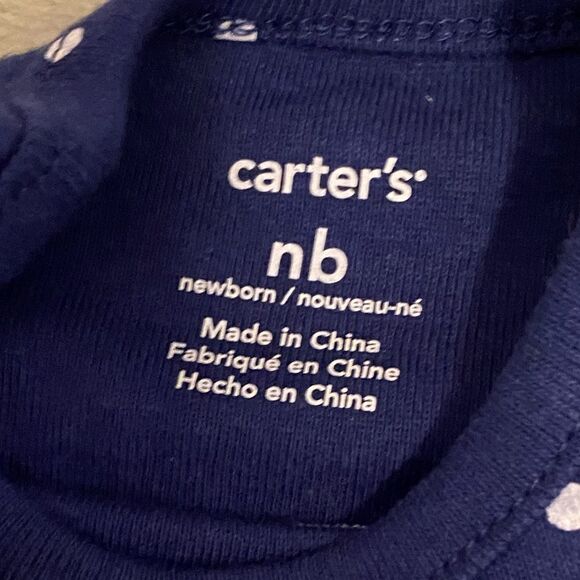 carter's
nb
newborn / nouveau-né
Made in China
Fabriqué en Chine
Hecho en China